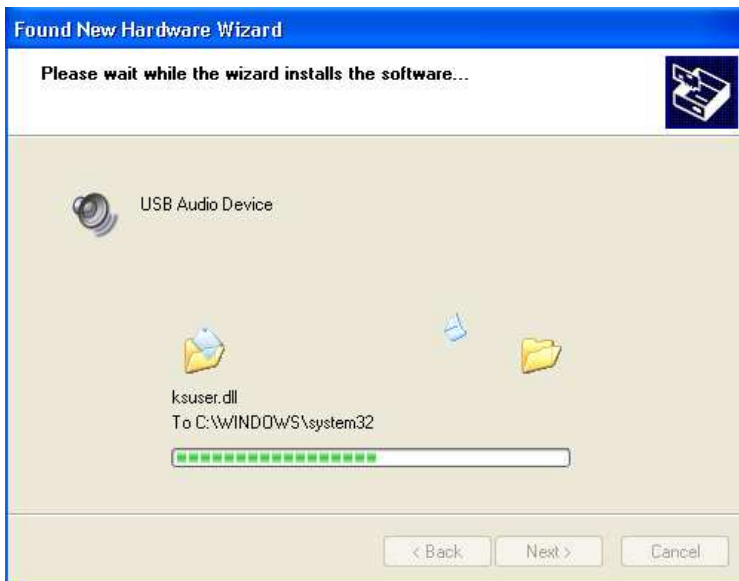 Found New Hardware Wizard
Please wait while the wizard installs the software...
USB Audio Device
ksuser.dll
To C:\WINDOWS\system32
< Back
Next >
Cancel